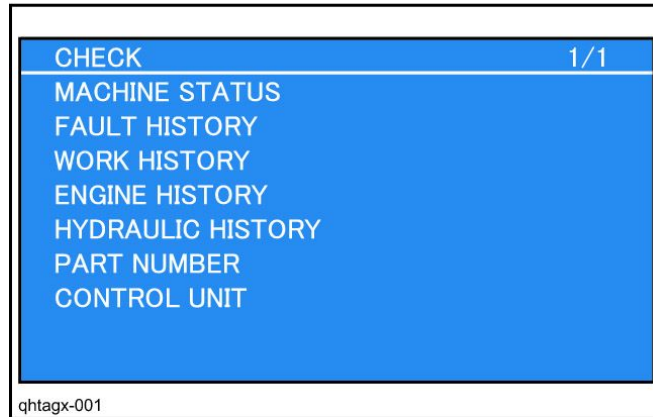 CHECK 1/1
MACHINE STATUS
FAULT HISTORY
WORK HISTORY
ENGINE HISTORY
HYDRAULIC HISTORY
PART NUMBER
CONTROL UNIT
qhtagx-001